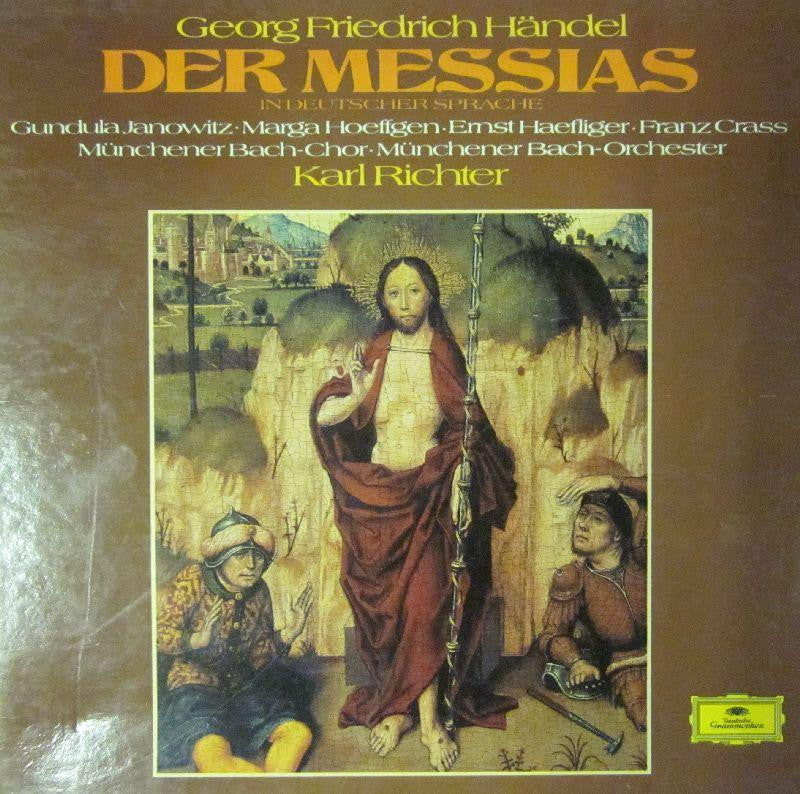 Georg Friedrich Händel
DER MESSIAS
IN DEUTSCHER SPRACHE
Gundula Janowitz · Marga Hoeffgen · Ernst Haefliger · Franz Crass
Münchener Bach-Chor · Münchener Bach-Orchester
Karl Richter
Deutsche
Grammophon